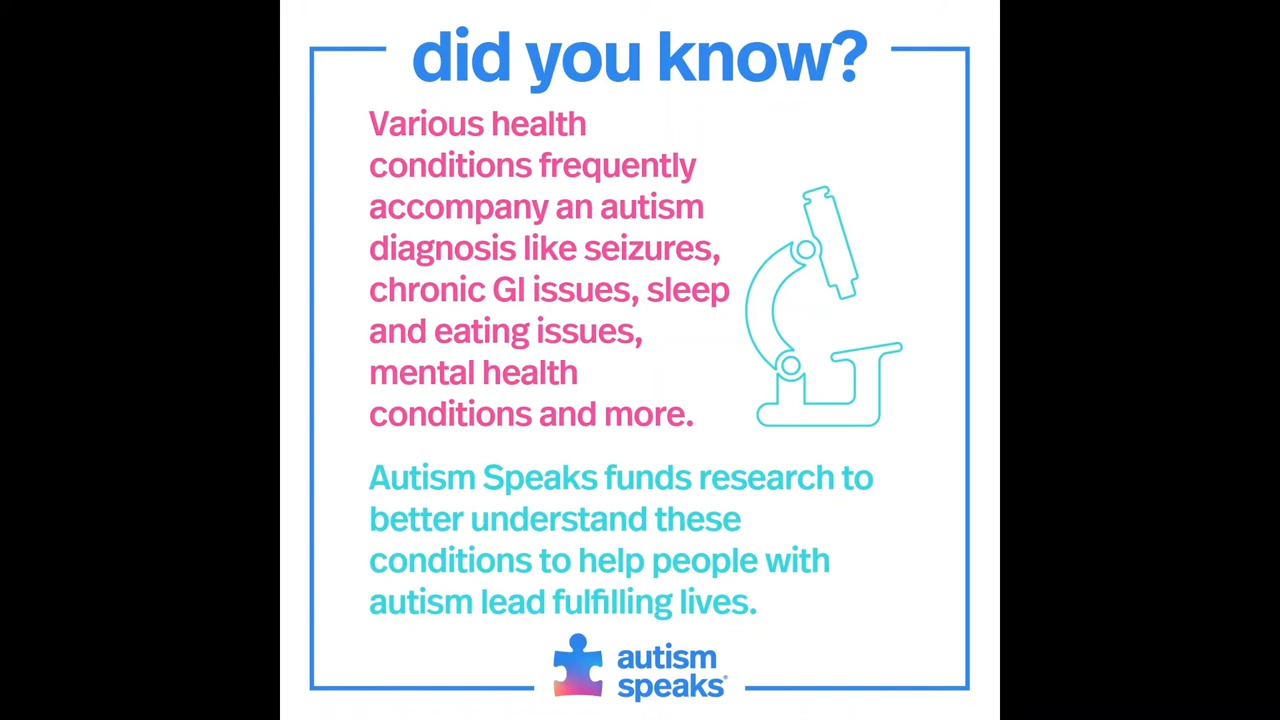 did you know?
Various health
conditions frequently
accompany an autism
diagnosis like seizures,
chronic GI issues, sleep
and eating issues,
mental health
conditions and more.
Autism Speaks funds research to
better understand these
conditions to help people with
autism lead fulfilling lives.
autism
speaks®